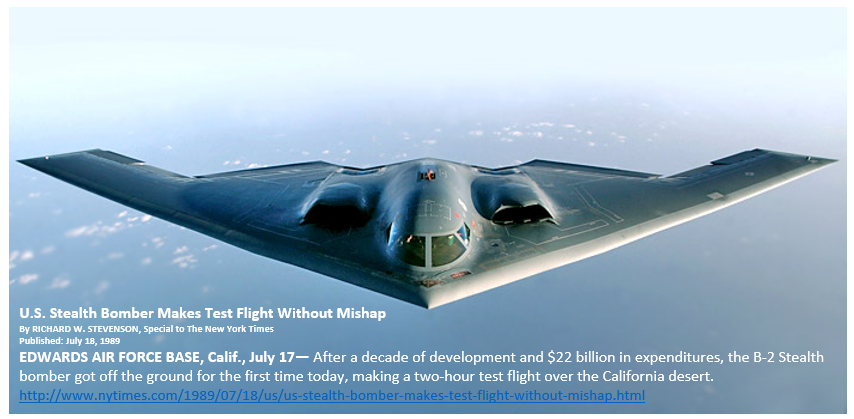 U.S. Stealth Bomber Makes Test Flight Without Mishap
By RICHARD W. STEVENSON, Special to The New York Times
Published: July 18, 1989
EDWARDS AIR FORCE BASE, Calif., July 17— After a decade of development and $22 billion in expenditures, the B-2 Stealth
bomber got off the ground for the first time today, making a two-hour test flight over the California desert.
http://www.nytimes.com/1989/07/18/us/us-stealth-bomber-makes-test-flight-without-mishap.html